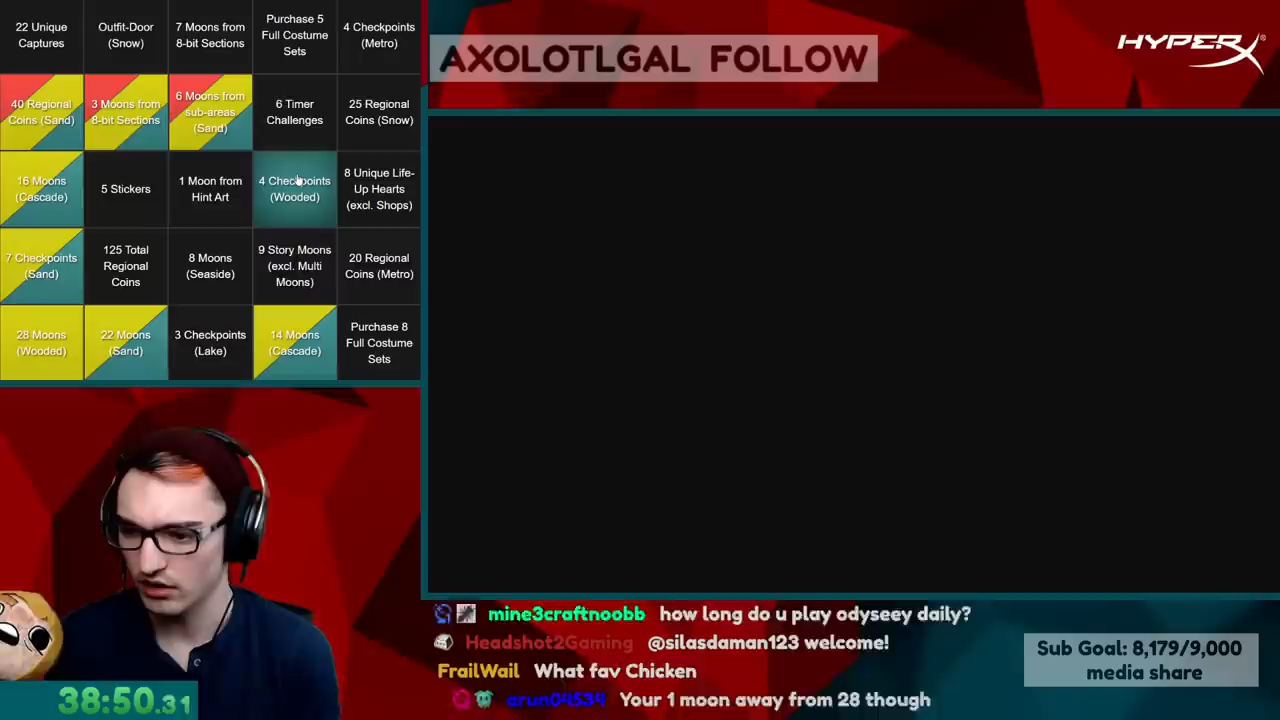 22 Unique
Captures
Outfit-Door
(Snow)
7 Moons from
8-bit Sections
Purchase 5
Full Costume
Sets
4 Checkpoints
(Metro)
40 Regional
Coins (Sand)
3 Moons from
8-bit Sections
6 Moons from
sub-areas
(Sand)
6 Timer
Challenges
25 Regional
Coins (Snow)
16 Moons
(Cascade)
5 Stickers
1 Moon from
Hint Art
4 Checkpoints
(Wooded)
8 Unique Life-
Up Hearts
(excl. Shops)
7 Checkpoints
(Sand)
125 Total
Regional
Coins
8 Moons
(Seaside)
9 Story Moons
(excl. Multi
Moons)
20 Regional
Coins (Metro)
28 Moons
(Wooded)
22 Moons
(Sand)
3 Checkpoints
(Lake)
14 Moons
(Cascade)
Purchase 8
Full Costume
Sets
AXOLOTLGAL FOLLOW
HYPERX
mine3craftnoobb how long do u play odyseey daily?
Headshot2Gaming @silasdaman123 welcome!
FrailWail What fav Chicken
arun04534 Your 1 moon away from 28 though
Sub Goal: 8,179/9,000
media share
38:50.31